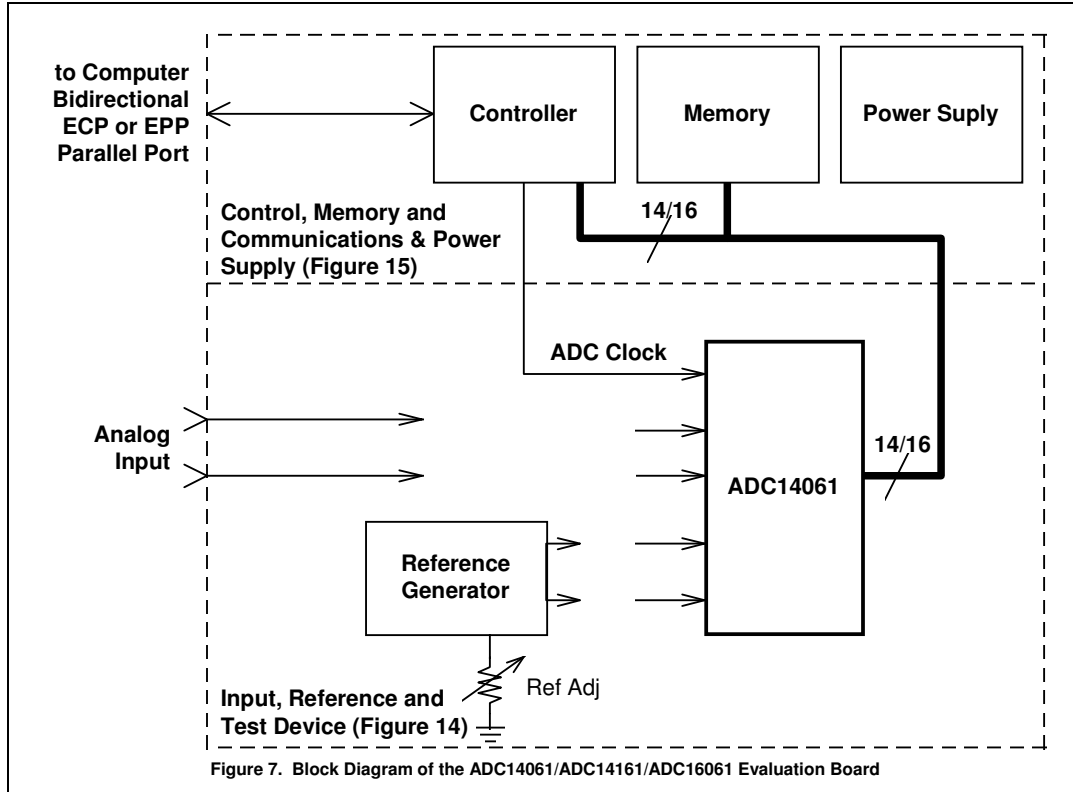 to Computer
Bidirectional
ECP or EPP
Parallel Port
Controller
Memory
Power Suply
14/16
Control, Memory and
Communications & Power
Supply (Figure 15)
ADC Clock
Analog
Input
14/16
ADC14061
Reference
Generator
Ref Adj
Input, Reference and
Test Device (Figure 14)
Figure 7. Block Diagram of the ADC14061/ADC14161/ADC16061 Evaluation Board